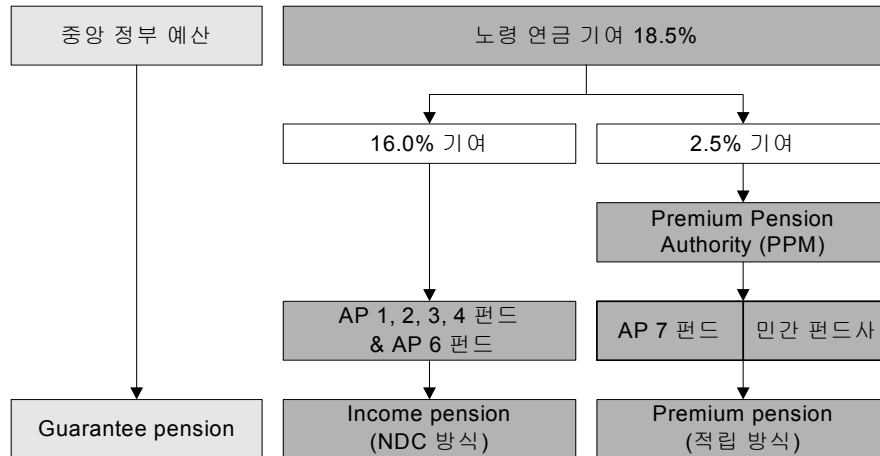 중앙 정부 예산
노령 연금 기여 18.5%
16.0% 기여
2.5% 기여
Premium Pension
Authority (PPM)
AP 1, 2, 3, 4 펀드
& AP 6 펀드
AP 7 펀드
민간 펀드사
Guarantee pension
Income pension
(NDC 방식)
Premium pension
(적립 방식)